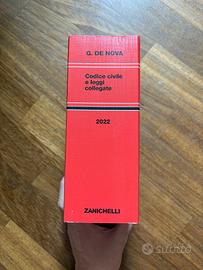 G. DE NOVA
Codice civile
e leggi
collegate
2022
ZANICHELLI
subito